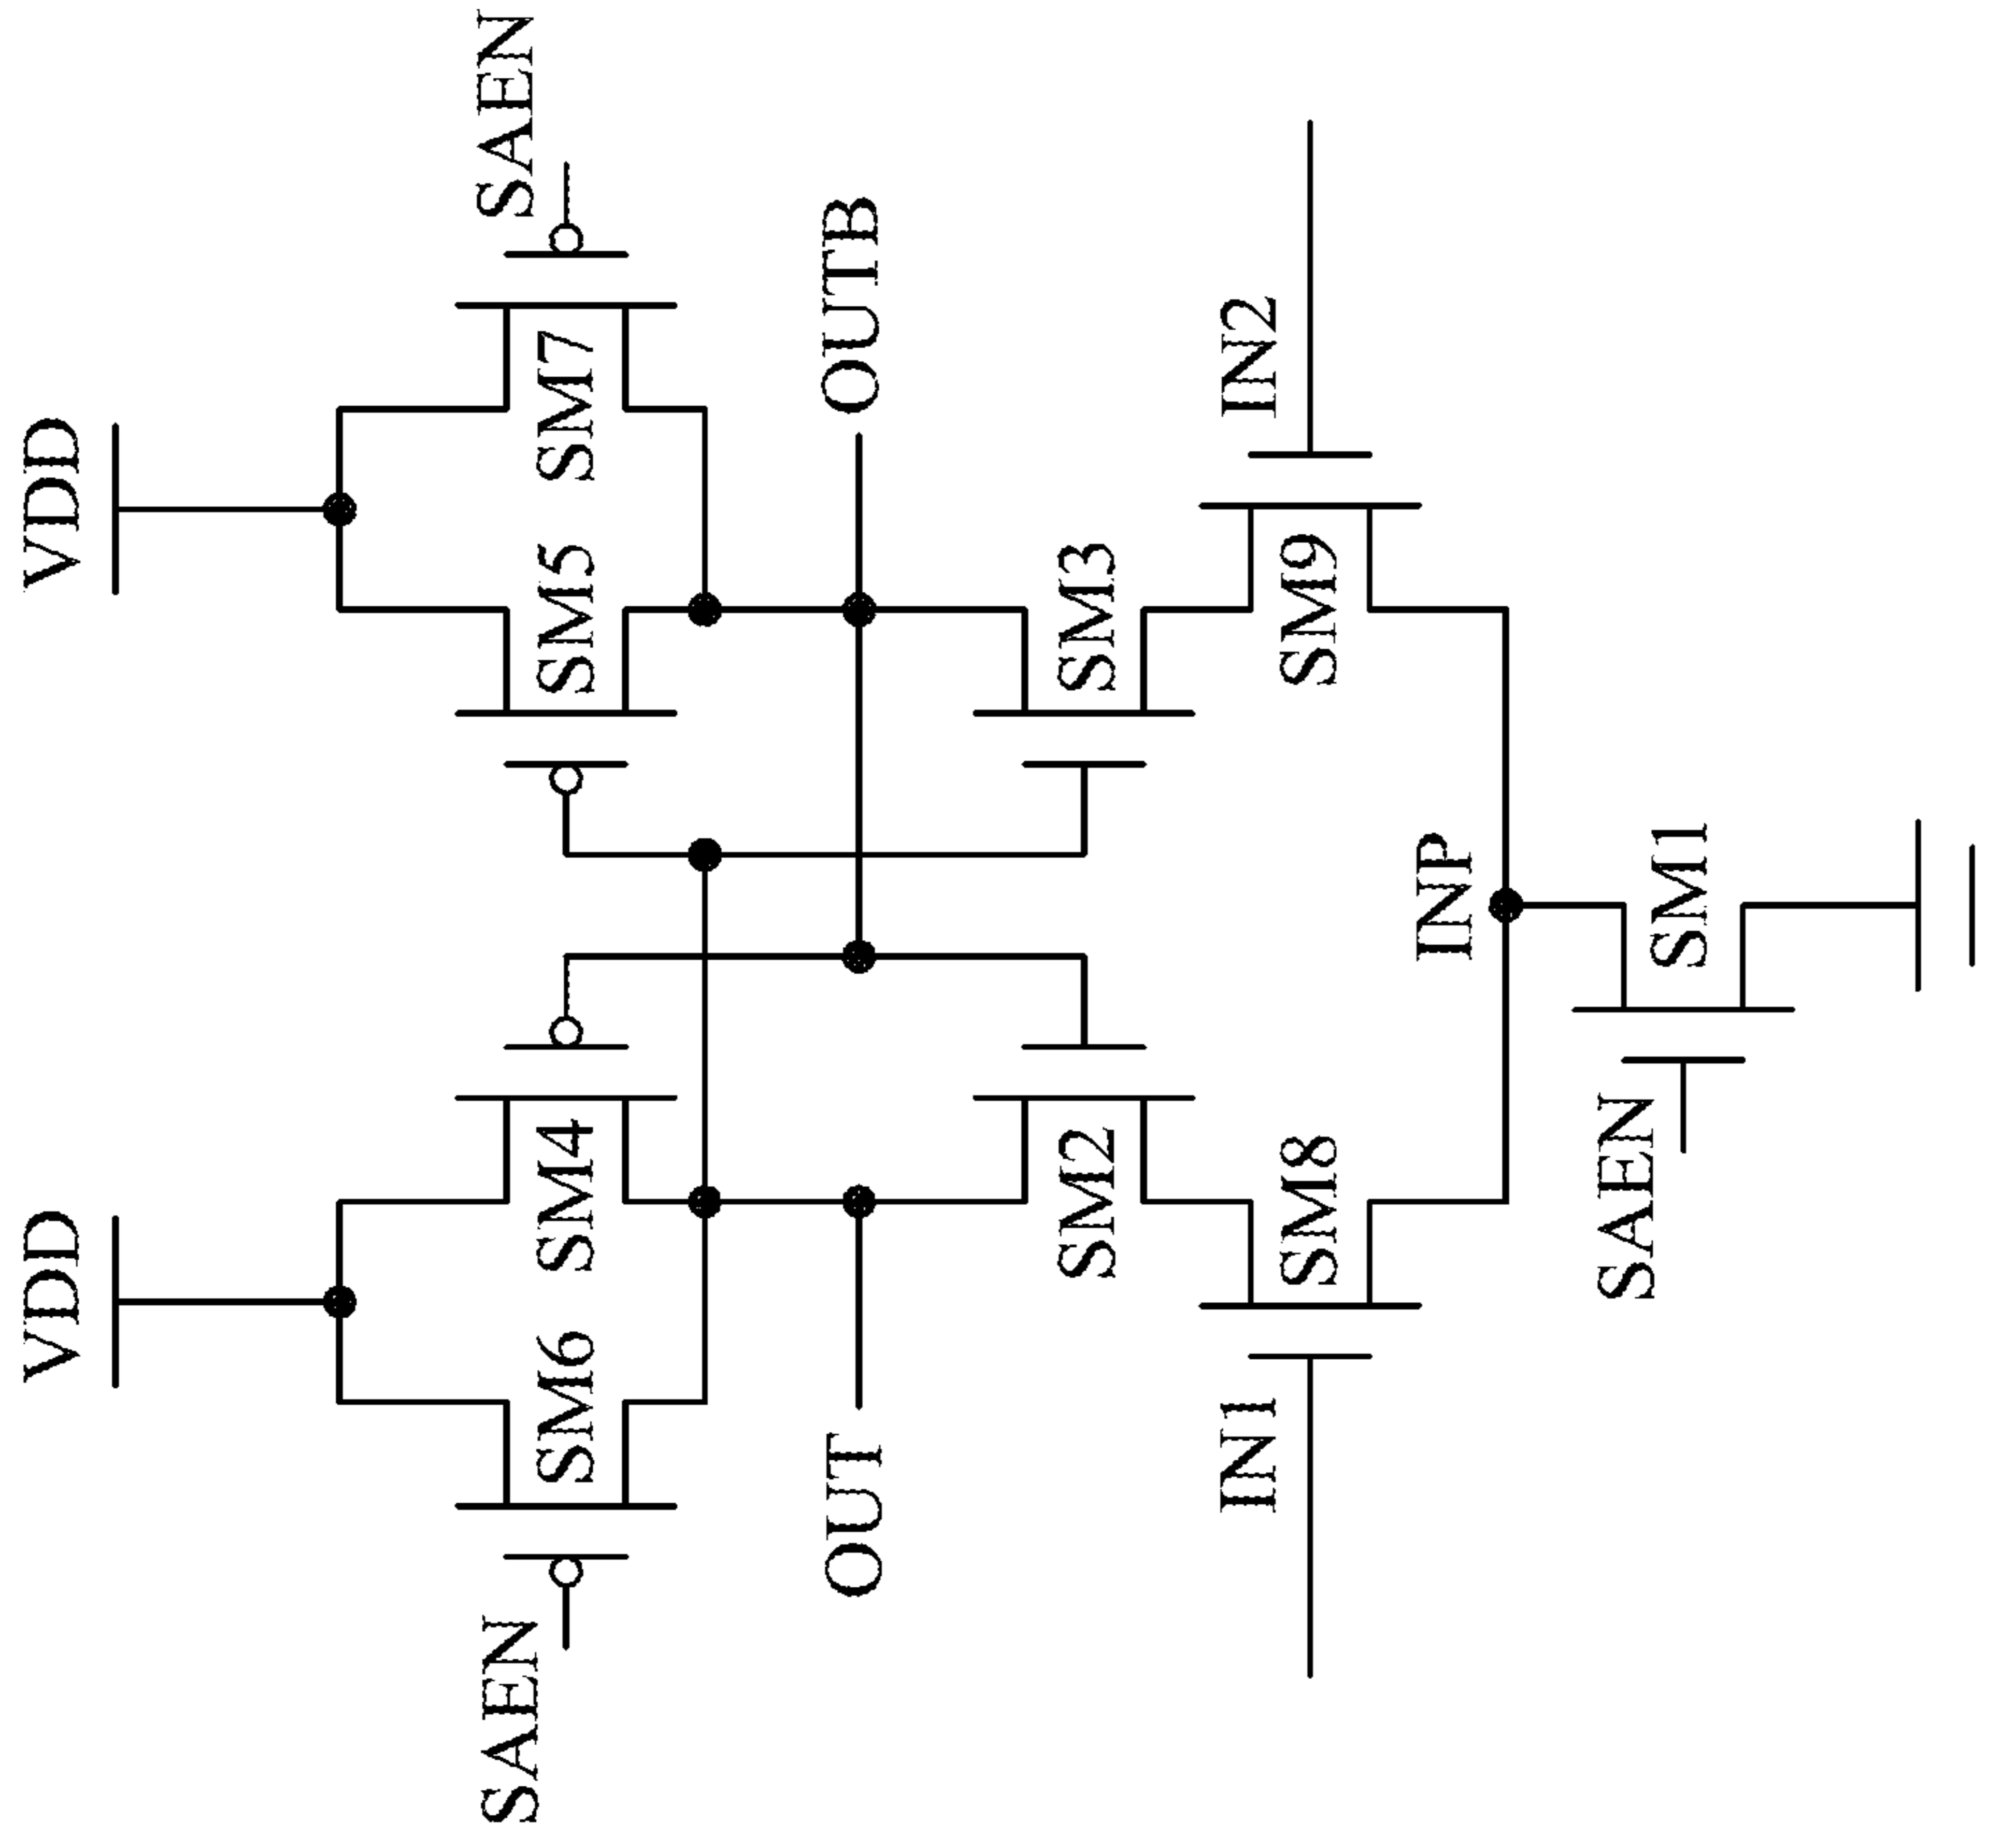 VDD
VDD
SAEN
SM6
SM4
SM5
SM7
SAEN
OUT
OUTB
SM2
SM3
IN1
SM8
SM9
IN2
INP
SAEN
SM1